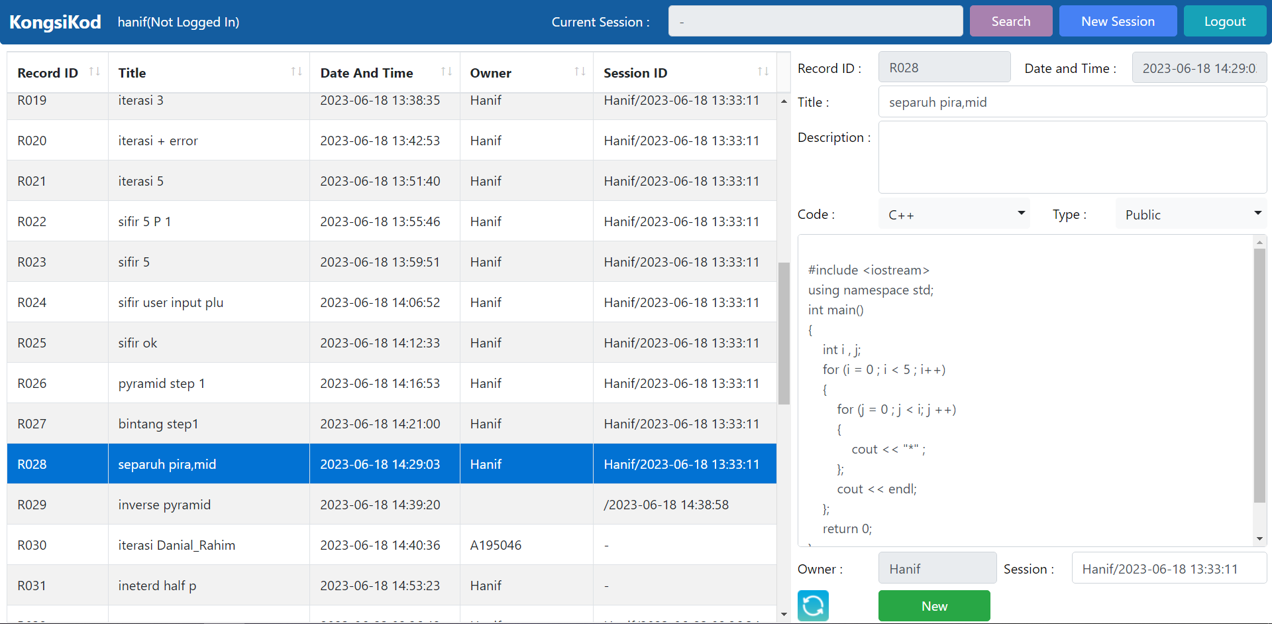 KongsiKod hanif(Not Logged In) Current Session : - Search New Session Logout
Record ID Title Date And Time Owner Session ID
R019 iterasi 3 2023-06-18 13:38:35 Hanif Hanif/2023-06-18 13:33:11
R020 iterasi + error 2023-06-18 13:42:53 Hanif Hanif/2023-06-18 13:33:11
R021 iterasi 5 2023-06-18 13:51:40 Hanif Hanif/2023-06-18 13:33:11
R022 sifir 5 P 1 2023-06-18 13:55:46 Hanif Hanif/2023-06-18 13:33:11
R023 sifir 5 2023-06-18 13:59:51 Hanif Hanif/2023-06-18 13:33:11
R024 sifir user input plu 2023-06-18 14:06:52 Hanif Hanif/2023-06-18 13:33:11
R025 sifir ok 2023-06-18 14:12:33 Hanif Hanif/2023-06-18 13:33:11
R026 pyramid step 1 2023-06-18 14:16:53 Hanif Hanif/2023-06-18 13:33:11
R027 bintang step1 2023-06-18 14:21:00 Hanif Hanif/2023-06-18 13:33:11
R028 separuh pira,mid 2023-06-18 14:29:03 Hanif Hanif/2023-06-18 13:33:11
R029 inverse pyramid 2023-06-18 14:39:20 /2023-06-18 14:38:58
R030 iterasi Danial_Rahim 2023-06-18 14:40:36 A195046 -
R031 ineterd half p 2023-06-18 14:53:23 Hanif -
Record ID : R028 Date and Time : 2023-06-18 14:29:0
Title : separuh pira,mid
Description :
Code : C++ Type : Public
#include <iostream>
using namespace std;
int main()
{
int i , j;
for (i = 0 ; i < 5 ; i++)
{
for (j = 0 ; j < i; j ++)
{
cout << "*" ;
};
cout << endl;
};
return 0;
Owner : Hanif Session : Hanif/2023-06-18 13:33:11
New